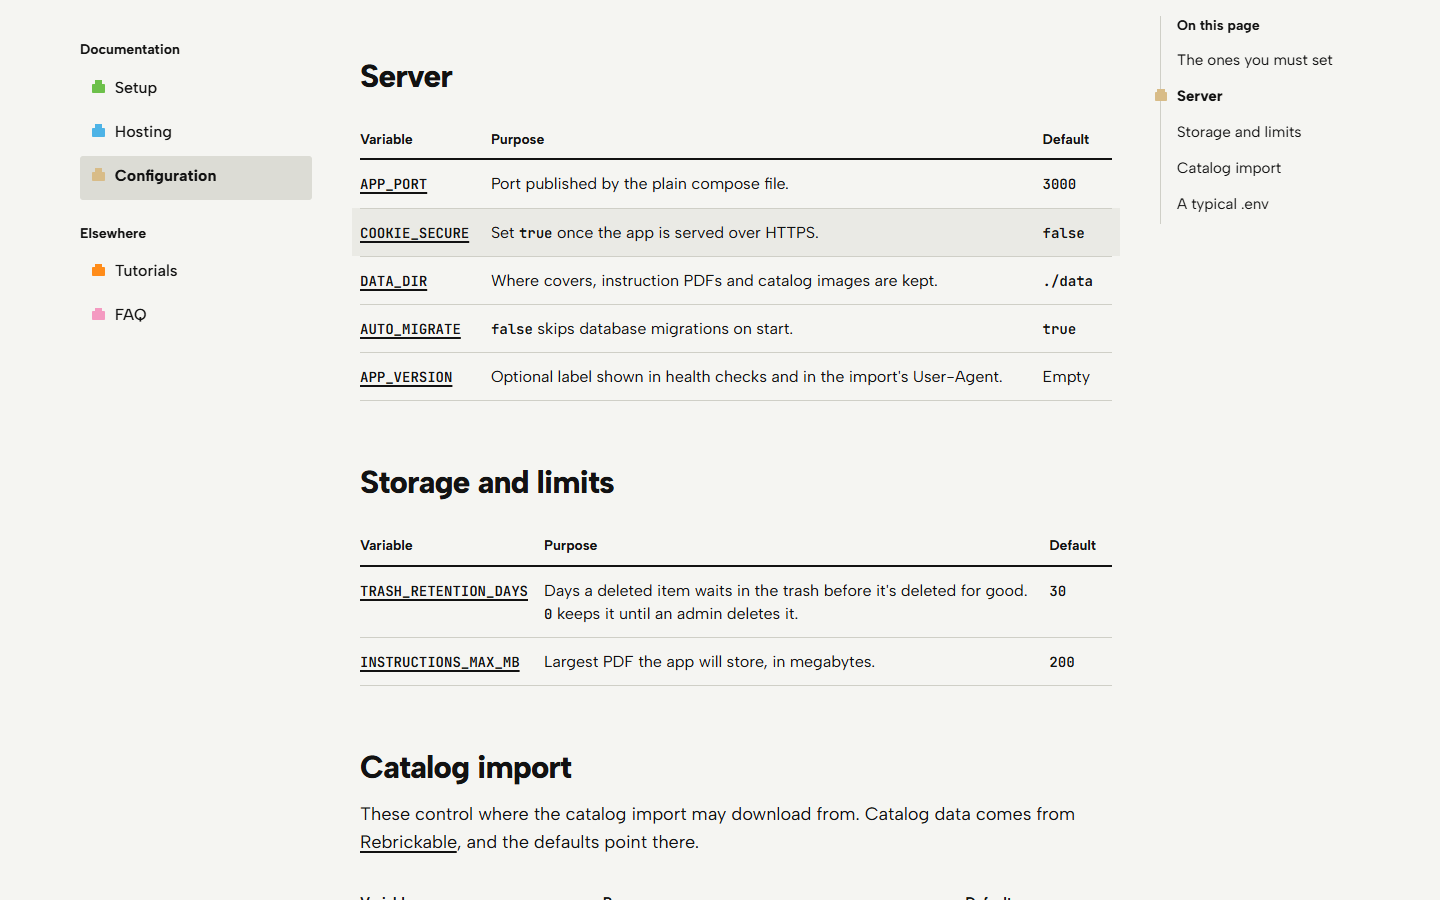 Documentation
Setup
Hosting
Configuration
Elsewhere
Tutorials
FAQ
Server
Variable Purpose Default
APP_PORT Port published by the plain compose file. 3000
COOKIE_SECURE Set true once the app is served over HTTPS. false
DATA_DIR Where covers, instruction PDFs and catalog images are kept. ./data
AUTO_MIGRATE false skips database migrations on start. true
APP_VERSION Optional label shown in health checks and in the import's User-Agent. Empty
Storage and limits
Variable Purpose Default
TRASH_RETENTION_DAYS Days a deleted item waits in the trash before it's deleted for good. 30
0 keeps it until an admin deletes it.
INSTRUCTIONS_MAX_MB Largest PDF the app will store, in megabytes. 200
Catalog import
These control where the catalog import may download from. Catalog data comes from
Rebrickable, and the defaults point there.
On this page
The ones you must set
Server
Storage and limits
Catalog import
A typical .env